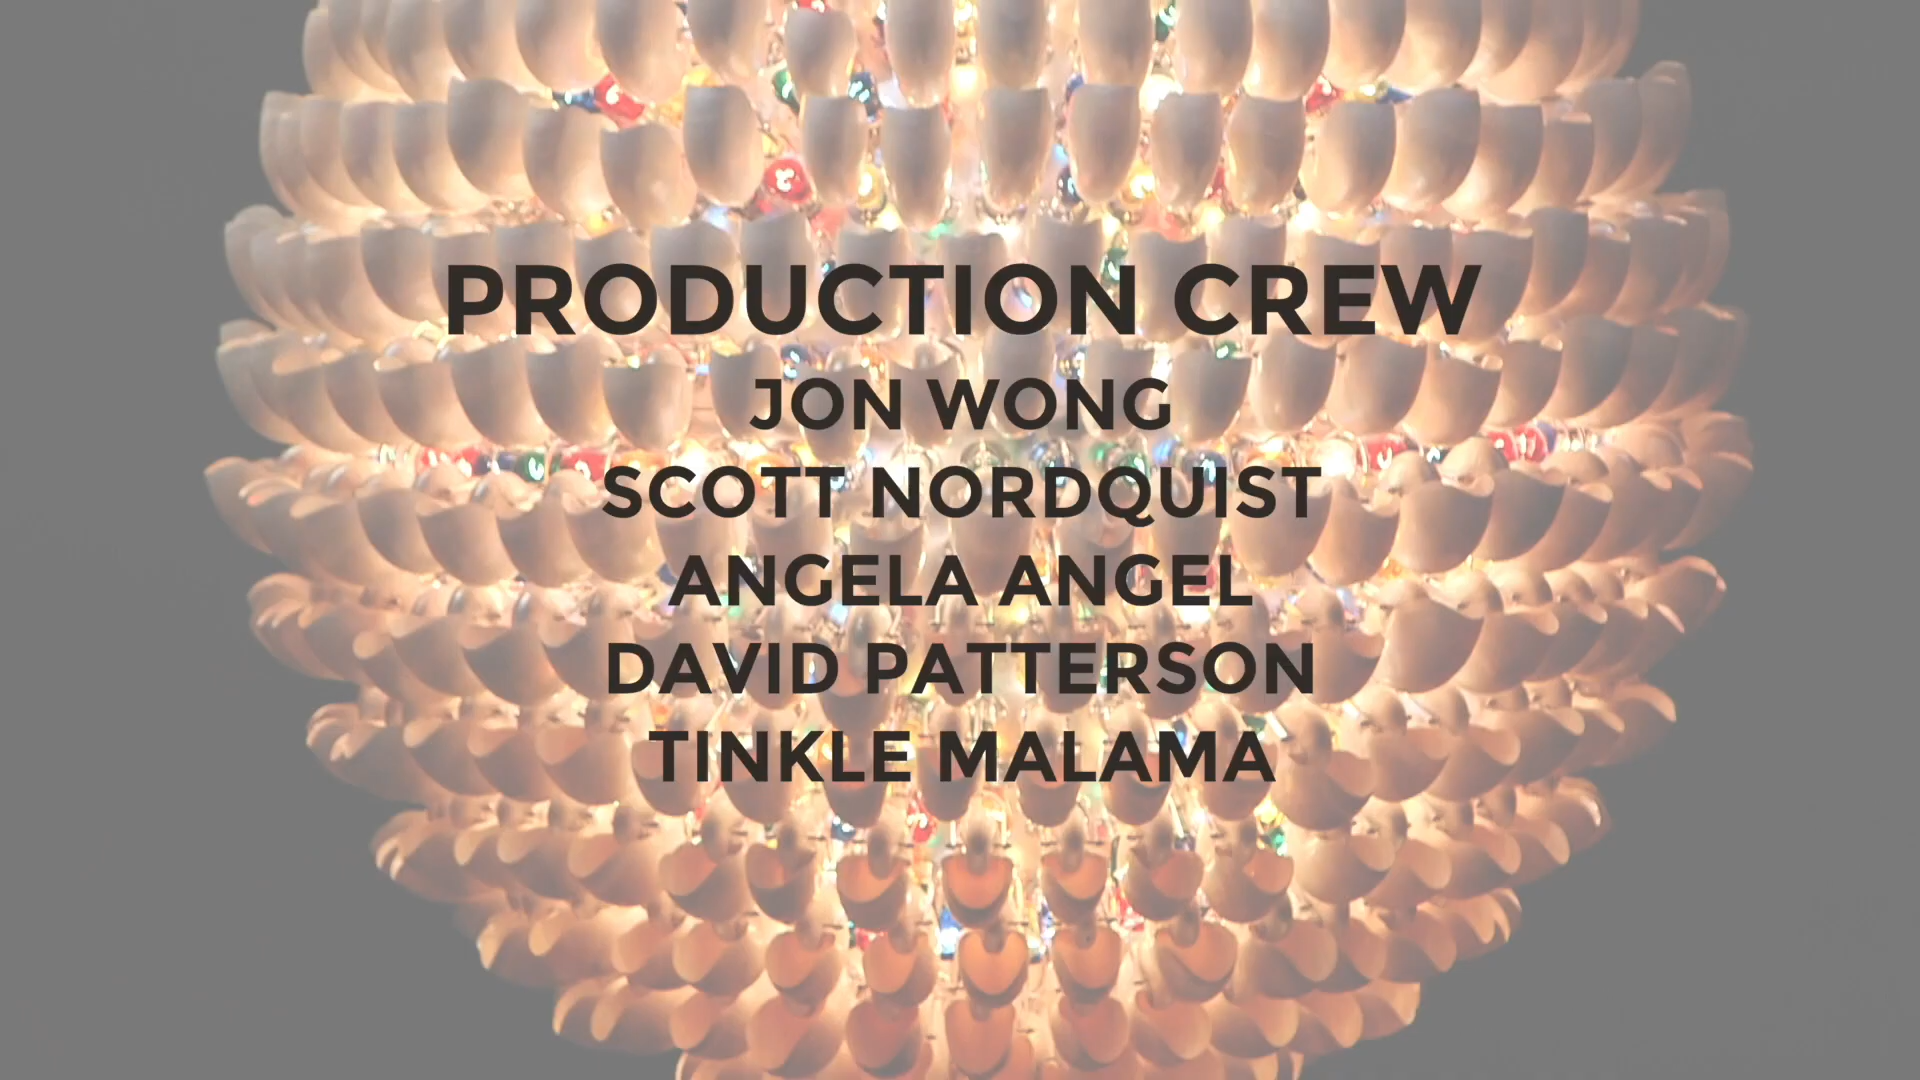 PRODUCTION CREW
JON WONG
SCOTT NORDQUIST
ANGELA ANGEL
DAVID PATTERSON
TINKLE MALAMA